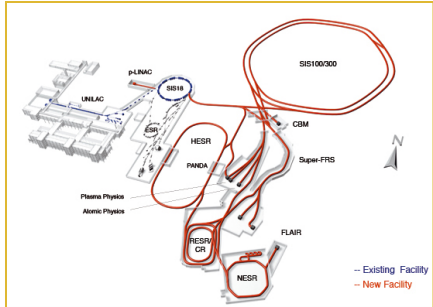 SIS100/300
p-LINAC
SIS18
UNILAC
CBM
ESR
HESR
N
Super-FRS
PANDA
Plasma Physics
Atomic Physics
FLAIR
RESR/
CR
NESR
-- Existing Facility
-- New Facility